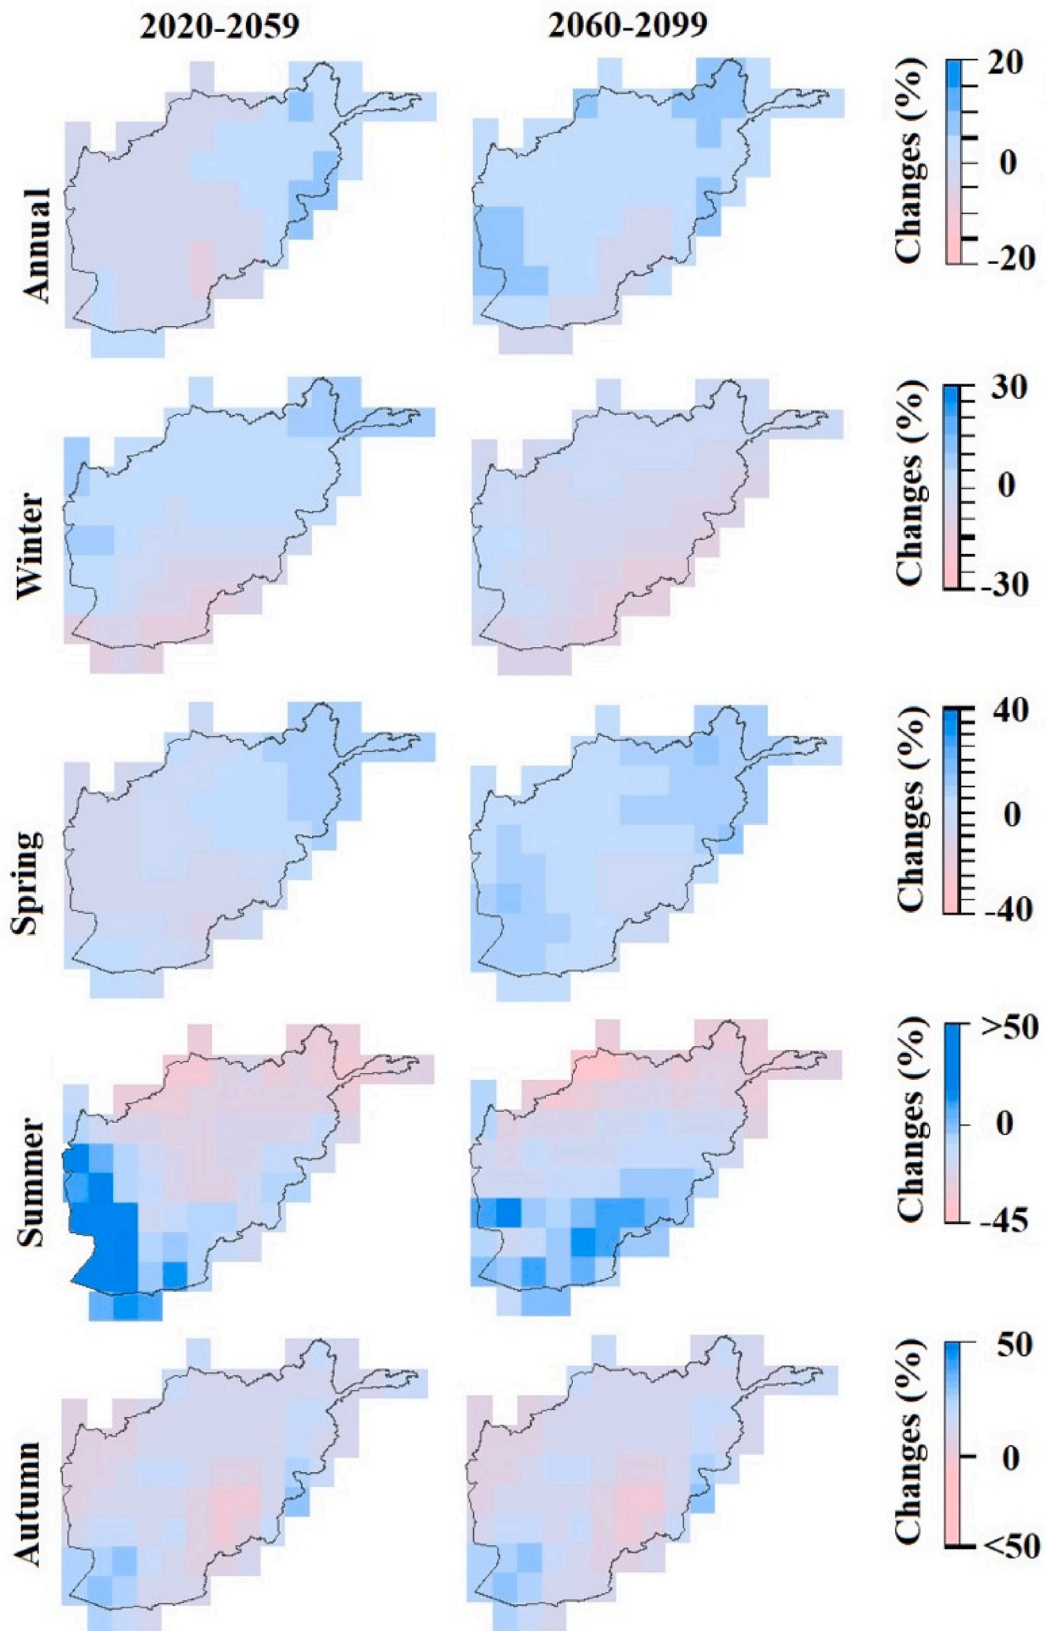 2020-2059 2060-2099
Annual
Changes (%)
20
0
-20
Winter
Changes (%)
30
0
-30
Spring
Changes (%)
40
0
-40
Summer
Changes (%)
>50
0
-45
Autumn
Changes (%)
50
0
<50